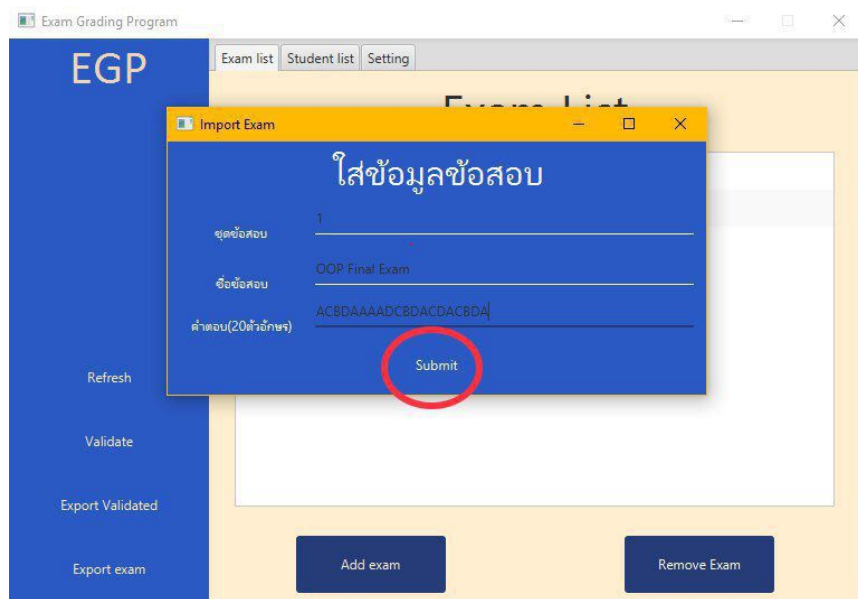 Exam Grading Program
EGP
Exam list Student list Setting
Import Exam
ใส่ข้อมูลข้อสอบ
ชุดข้อสอบ 1
ชื่อข้อสอบ OOP Final Exam
คำตอบ(20ตัวอักษร) ACBDAAAADCBDACDACBDA
Submit
Refresh
Validate
Export Validated
Export exam
Add exam Remove Exam